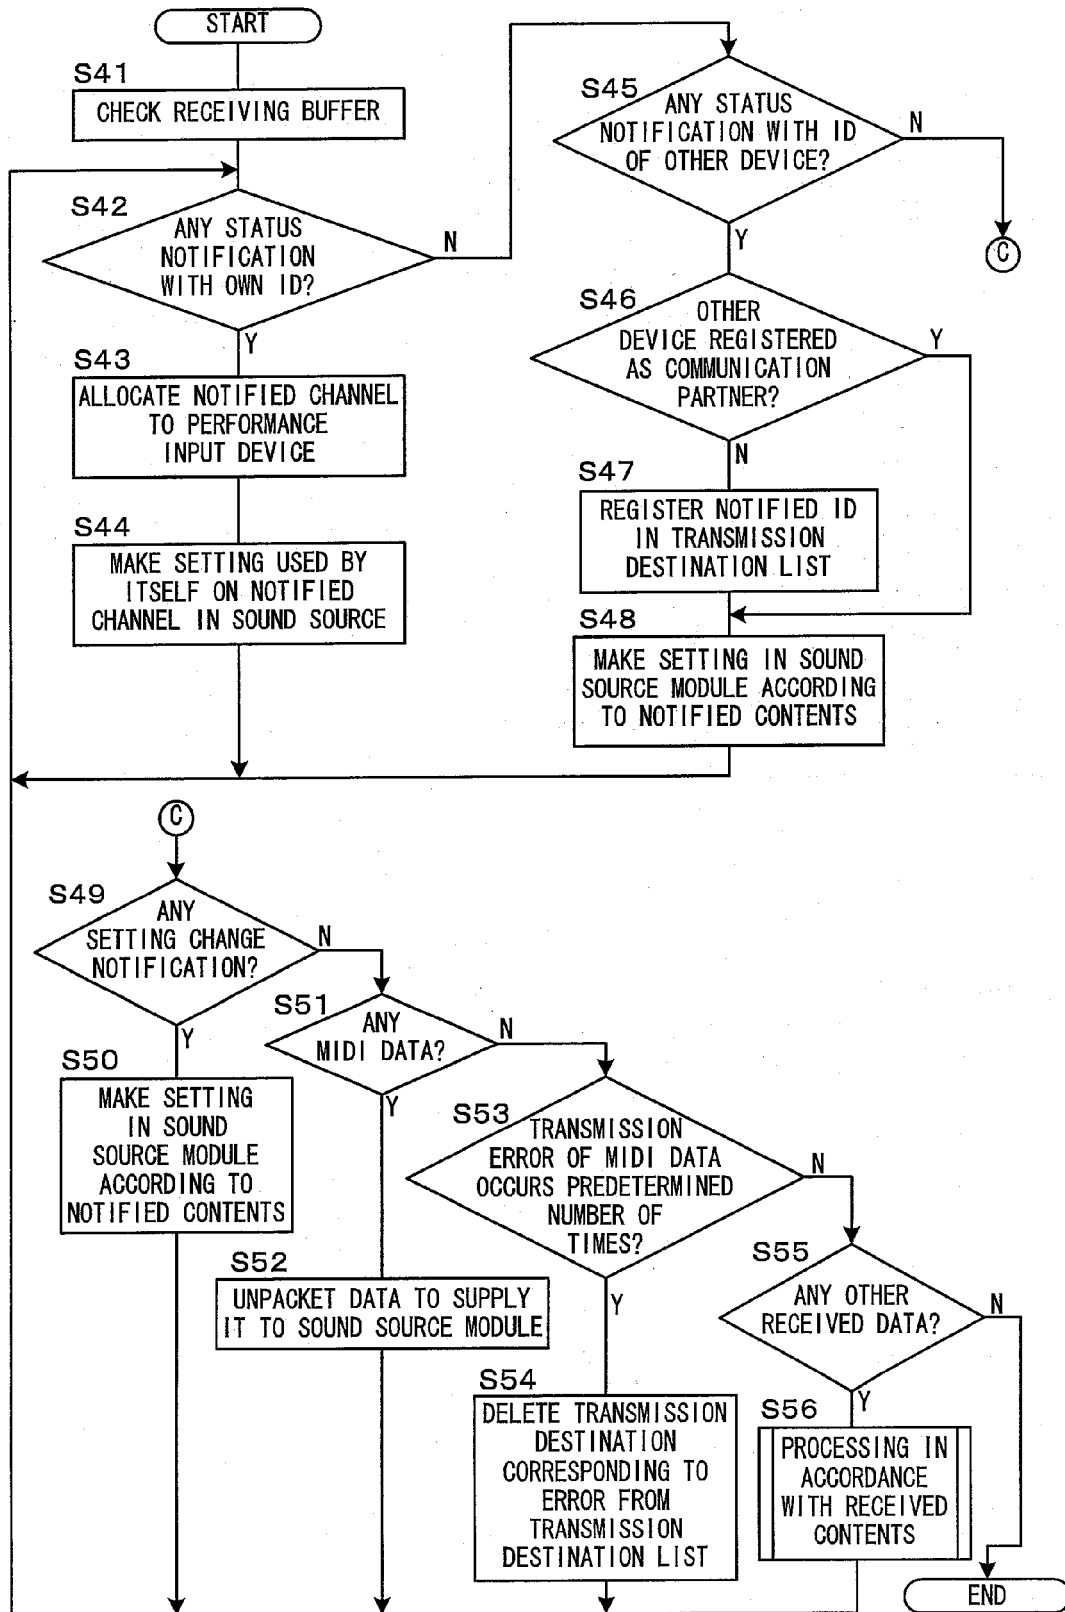 START
S41
CHECK RECEIVING BUFFER
S42
ANY STATUS
NOTIFICATION
WITH OWN ID?
N
Y
S43
ALLOCATE NOTIFIED CHANNEL
TO PERFORMANCE
INPUT DEVICE
S44
MAKE SETTING USED BY
ITSELF ON NOTIFIED
CHANNEL IN SOUND SOURCE
S45
ANY STATUS
NOTIFICATION WITH ID
OF OTHER DEVICE?
N
C
Y
S46
OTHER
DEVICE REGISTERED
AS COMMUNICATION
PARTNER?
Y
N
S47
REGISTER NOTIFIED ID
IN TRANSMISSION
DESTINATION LIST
S48
MAKE SETTING IN SOUND
SOURCE MODULE ACCORDING
TO NOTIFIED CONTENTS
C
S49
ANY
SETTING CHANGE
NOTIFICATION?
N
Y
S50
MAKE SETTING
IN SOUND
SOURCE MODULE
ACCORDING TO
NOTIFIED CONTENTS
S51
ANY
MIDI DATA?
N
Y
S52
UNPACKET DATA TO SUPPLY
IT TO SOUND SOURCE MODULE
S53
TRANSMISSION
ERROR OF MIDI DATA
OCCURS PREDETERMINED
NUMBER OF
TIMES?
N
Y
S54
DELETE TRANSMISSION
DESTINATION
CORRESPONDING TO
ERROR FROM
TRANSMISSION
DESTINATION LIST
S55
ANY OTHER
RECEIVED DATA?
N
Y
S56
PROCESSING IN
ACCORDANCE
WITH RECEIVED
CONTENTS
END